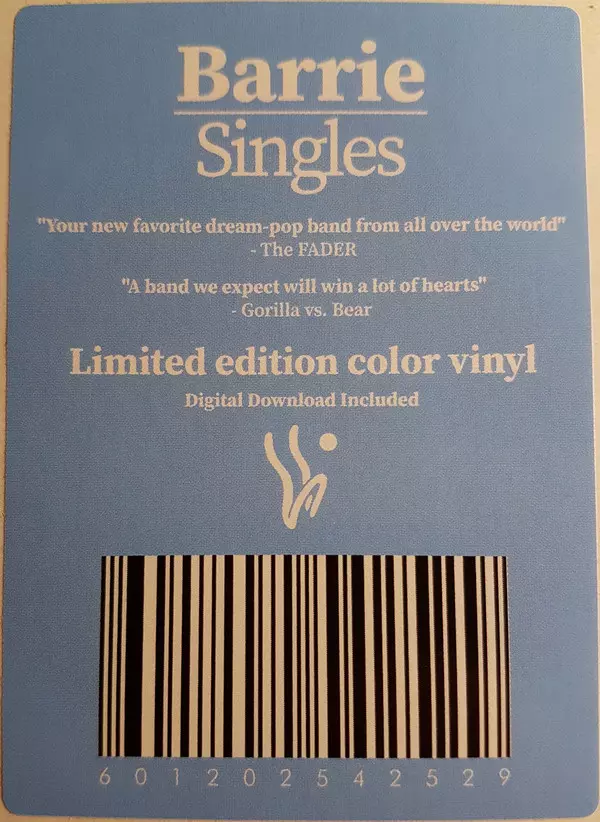 Barrie
Singles
"Your new favorite dream-pop band from all over the world"
- The FADER
"A band we expect will win a lot of hearts"
- Gorilla vs. Bear
Limited edition color vinyl
Digital Download Included
601202542529